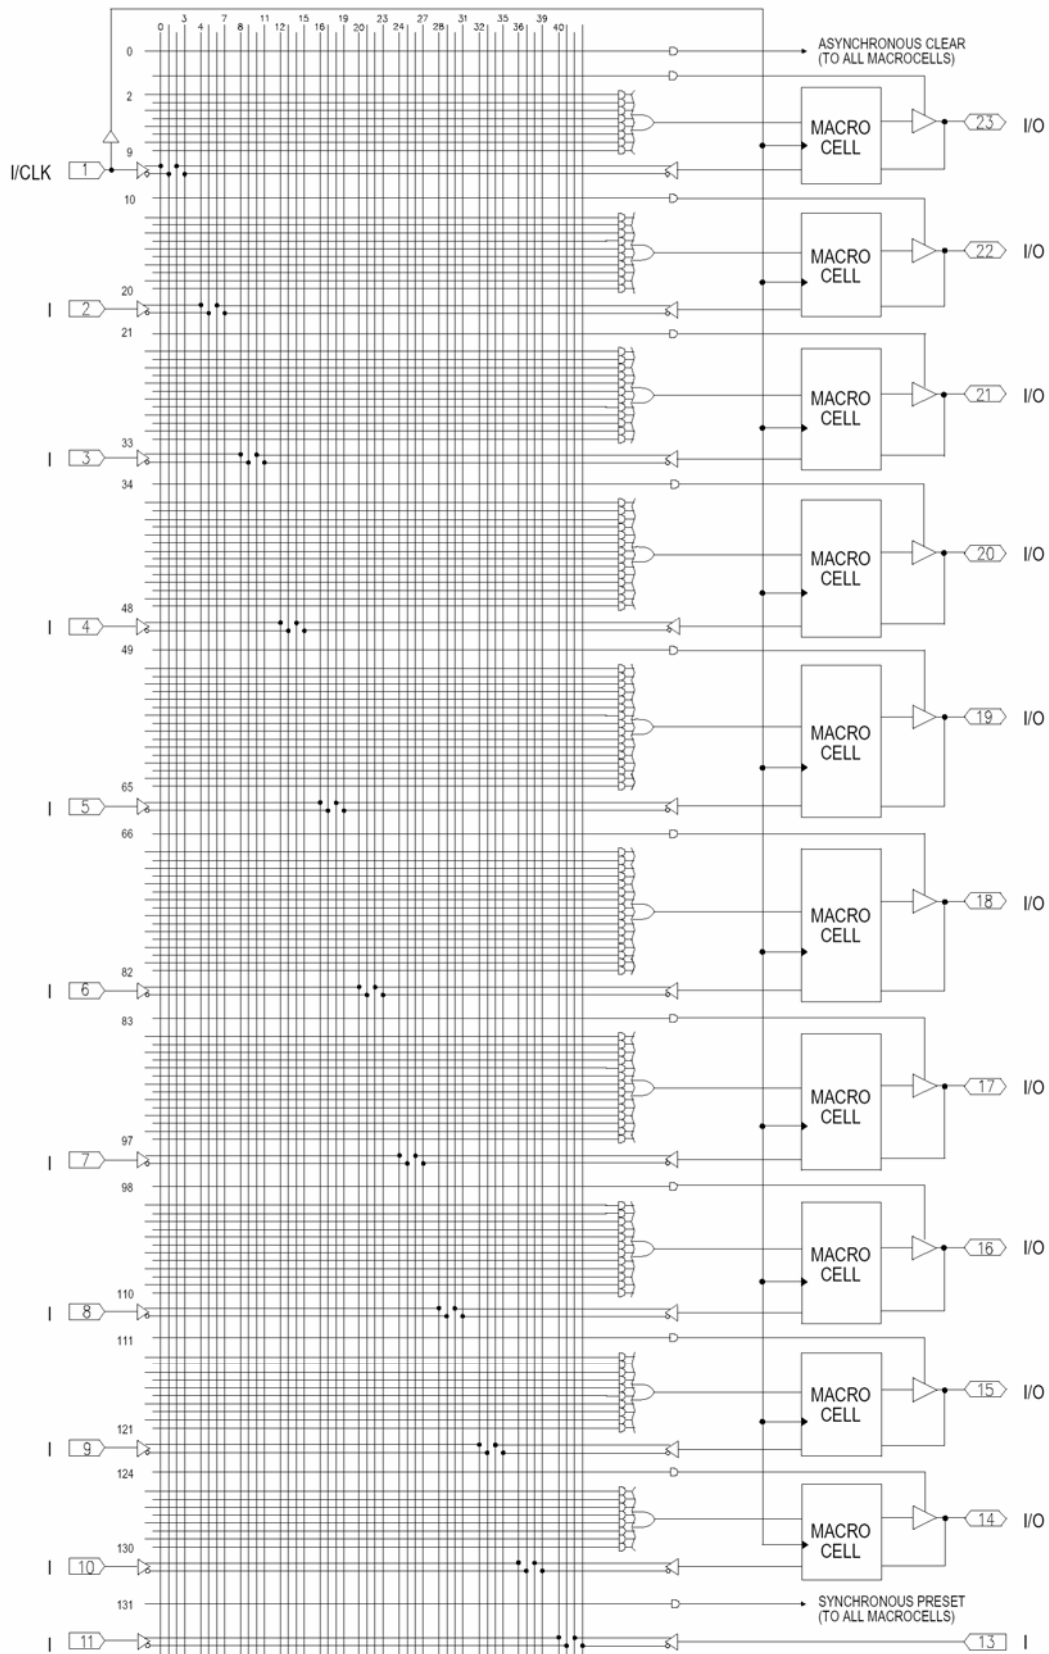 0 3 4 7 8 11 12 15 16 19 20 23 24 27 28 31 32 35 36 39 40
0
ASYNCHRONOUS CLEAR
(TO ALL MACROCELLS)
2
MACRO
CELL
23 I/O
9
I/CLK 1
10
MACRO
CELL
22 I/O
20
I 2
21
MACRO
CELL
21 I/O
33
I 3
34
MACRO
CELL
20 I/O
48
I 4
49
MACRO
CELL
19 I/O
65
I 5
66
MACRO
CELL
18 I/O
82
I 6
83
MACRO
CELL
17 I/O
97
I 7
98
MACRO
CELL
16 I/O
110
I 8
111
MACRO
CELL
15 I/O
121
I 9
124
MACRO
CELL
14 I/O
130
I 10
131
SYNCHRONOUS PRESET
(TO ALL MACROCELLS)
I 11
13 I